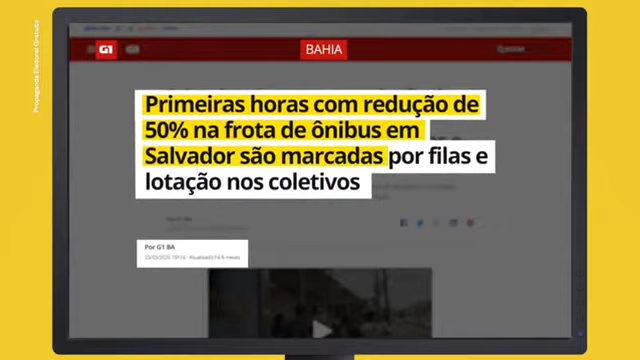 Propaganda Eleitoral Gratuita
G1
BAHIA
Primeiras horas com redução de
50% na frota de ônibus em
Salvador são marcadas por filas e
lotação nos coletivos
Por G1 BA